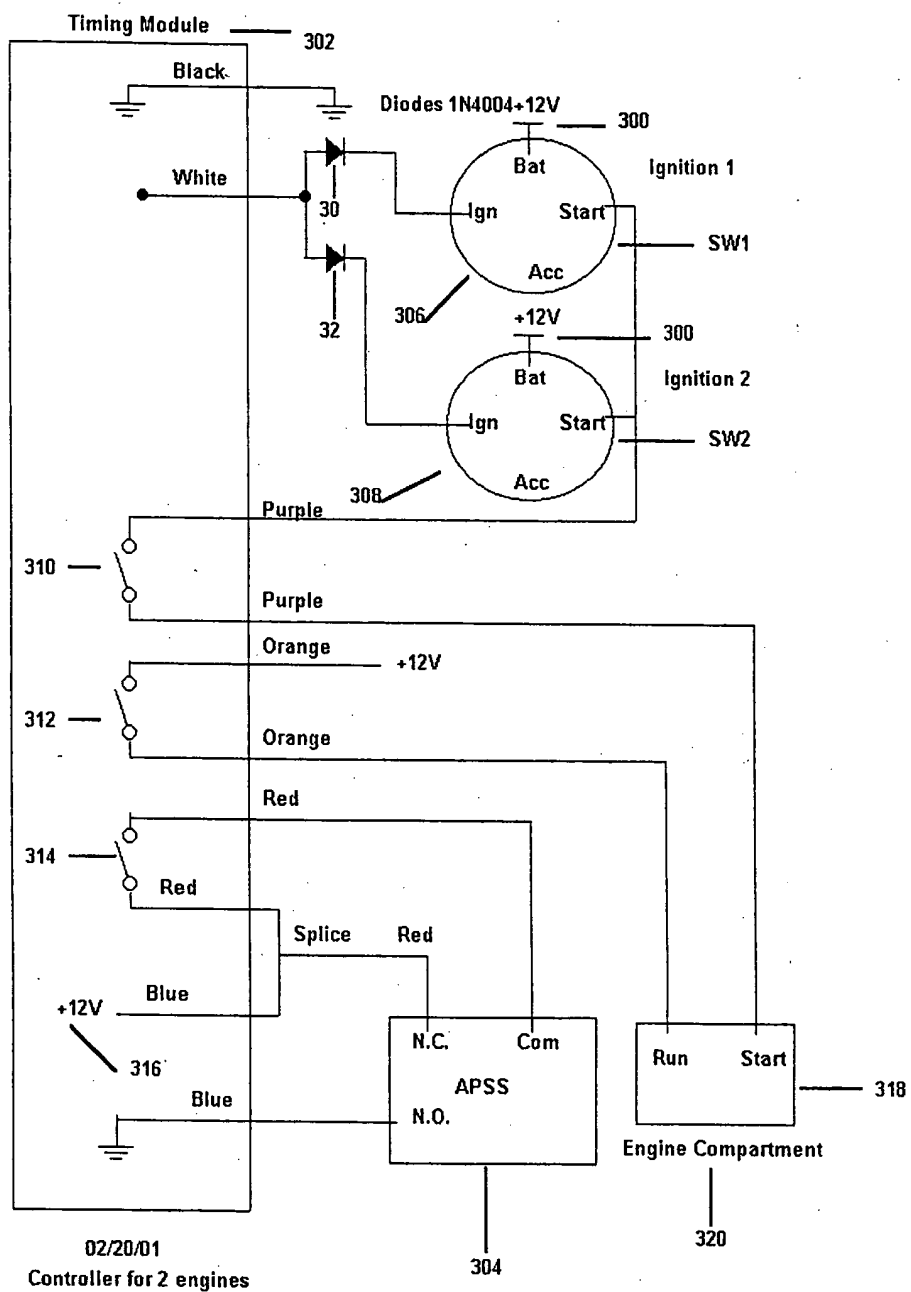 Timing Module
302
Black
Diodes 1N4004+12V
300
Bat
Ignition 1
White
30
Ign
Start
SW1
Acc
306
32
+12V
300
Bat
Ignition 2
Ign
Start
SW2
Acc
308
Purple
310
Purple
Orange
+12V
312
Orange
Red
314
Red
Splice
Red
Blue
+12V
316
N.C.
Com
APSS
N.O.
Run
Start
318
Blue
Engine Compartment
320
304
02/20/01
Controller for 2 engines